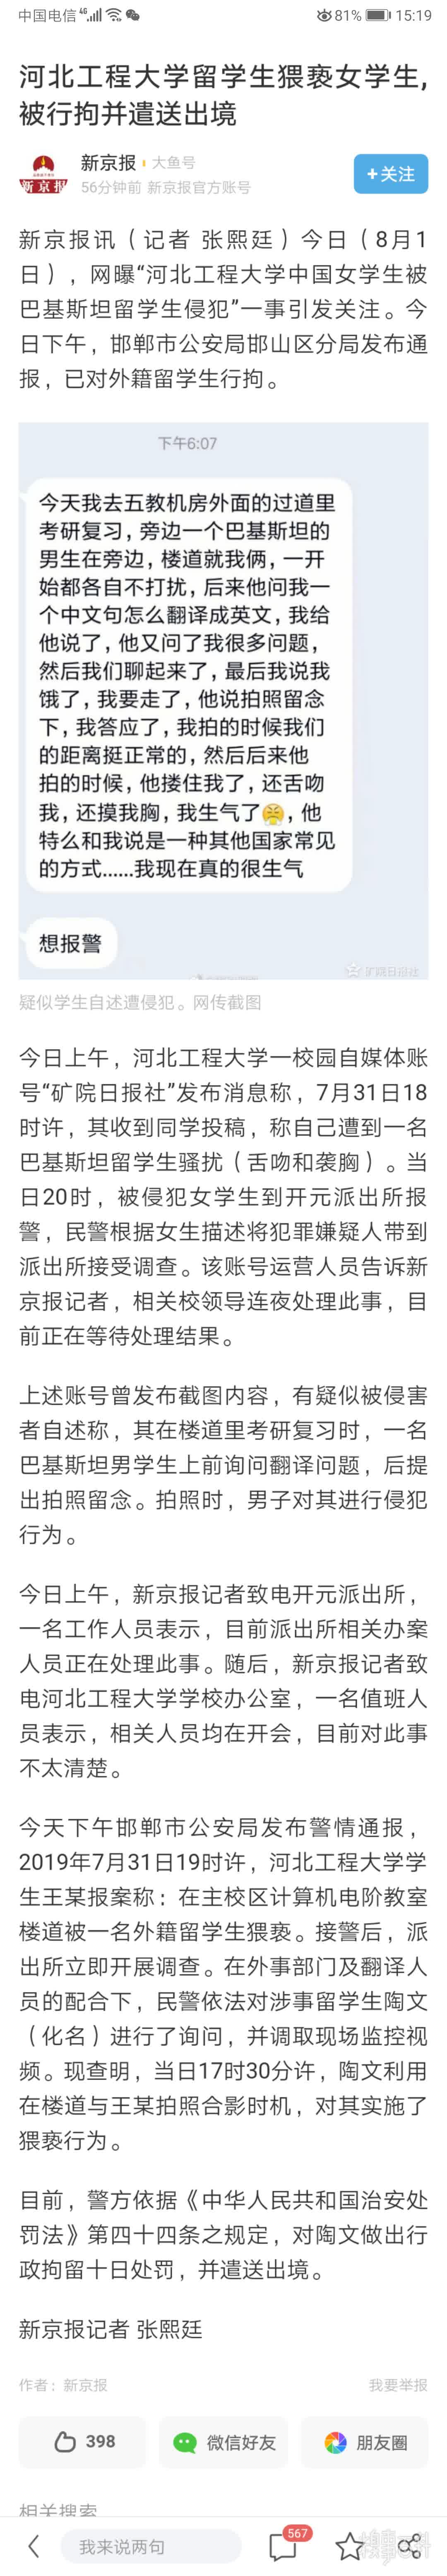 中国电信 4G 81% 15:19
河北工程大学留学生猥亵女学生,
被行拘并遣送出境
新京报 大鱼号
56分钟前 新京报官方账号
+关注
新京报
新京报讯（记者 张熙廷）今日（8月1
日），网曝“河北工程大学中国女学生被
巴基斯坦留学生侵犯”一事引发关注。今
日下午，邯郸市公安局邯山区分局发布通
报，已对外籍留学生行拘。
下午6:07
今天我去五教机房外面的过道里
考研复习，旁边一个巴基斯坦的
男生在旁边，楼道就我俩，一开
始都各自不打扰，后来他问我一
个中文句怎么翻译成英文，我给
他说了，他又问了我很多问题，
然后我们聊起来了，最后我说我
饿了，我要走了，他说拍照留念
下，我答应了，我拍的时候我们
的距离挺正常的，然后后来他
拍的时候，他搂住我了，还舌吻
我，还摸我胸，我生气了😤，他
特么和我说是一种其他国家常见
的方式......我现在真的很生气
想报警
矿院日报社
疑似学生自述遭侵犯。网传截图
今日上午，河北工程大学一校园自媒体账
号“矿院日报社”发布消息称，7月31日18
时许，其收到同学投稿，称自己遭到一名
巴基斯坦留学生骚扰（舌吻和袭胸）。当
日20时，被侵犯女学生到开元派出所报
警，民警根据女生描述将犯罪嫌疑人带到
派出所接受调查。该账号运营人员告诉新
京报记者，相关校领导连夜处理此事，目
前正在等待处理结果。
上述账号曾发布截图内容，有疑似被侵害
者自述称，其在楼道里考研复习时，一名
巴基斯坦男学生上前询问翻译问题，后提
出拍照留念。拍照时，男子对其进行侵犯
行为。
今日上午，新京报记者致电开元派出所，
一名工作人员表示，目前派出所相关办案
人员正在处理此事。随后，新京报记者致
电河北工程大学学校办公室，一名值班人
员表示，相关人员均在开会，目前对此事
不太清楚。
今天下午邯郸市公安局发布警情通报，
2019年7月31日19时许，河北工程大学学
生王某报案称：在主校区计算机电阶教室
楼道被一名外籍留学生猥亵。接警后，派
出所立即开展调查。在外事部门及翻译人
员的配合下，民警依法对涉事留学生陶文
（化名）进行了询问，并调取现场监控视
频。现查明，当日17时30分许，陶文利用
在楼道与王某拍照合影时机，对其实施了
猥亵行为。
目前，警方依据《中华人民共和国治安处
罚法》第四十四条之规定，对陶文做出行
政拘留十日处罚，并遣送出境。
新京报记者 张熙廷
作者：新京报 我要举报
398 微信好友 朋友圈
相关搜索
我来说两句 567